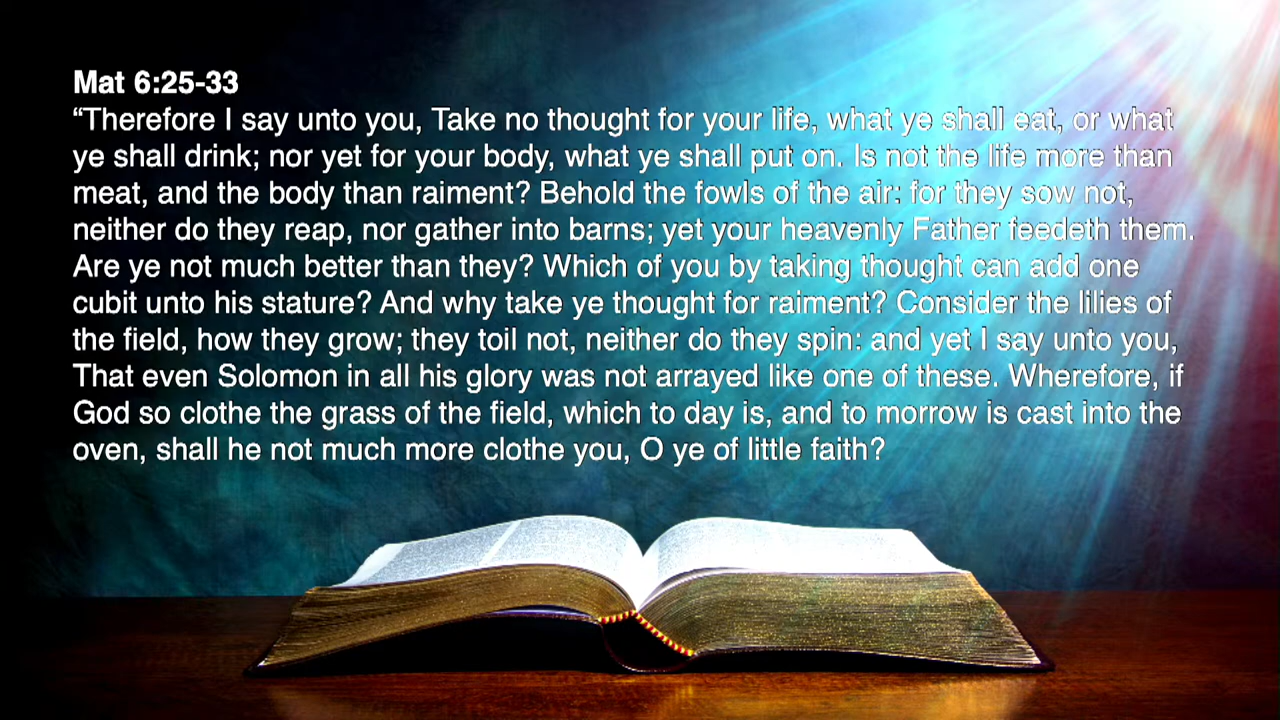 Mat 6:25-33
“Therefore I say unto you, Take no thought for your life, what ye shall eat, or what
ye shall drink; nor yet for your body, what ye shall put on. Is not the life more than
meat, and the body than raiment? Behold the fowls of the air: for they sow not,
neither do they reap, nor gather into barns; yet your heavenly Father feedeth them.
Are ye not much better than they? Which of you by taking thought can add one
cubit unto his stature? And why take ye thought for raiment? Consider the lilies of
the field, how they grow; they toil not, neither do they spin: and yet I say unto you,
That even Solomon in all his glory was not arrayed like one of these. Wherefore, if
God so clothe the grass of the field, which to day is, and to morrow is cast into the
oven, shall he not much more clothe you, O ye of little faith?